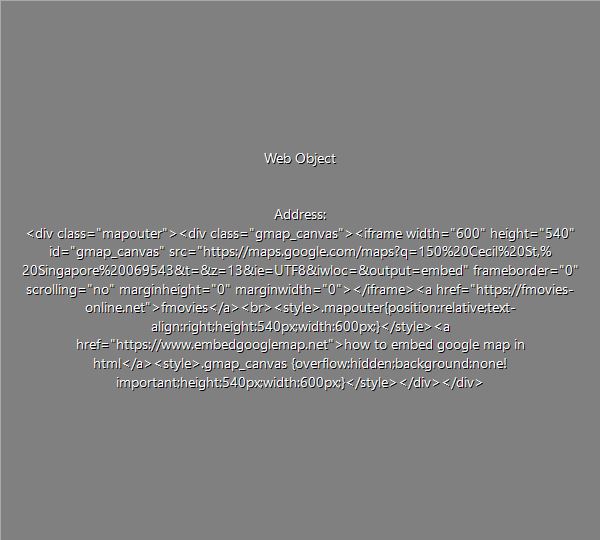 Web Object
Address:
<div class="mapouter"><div class="gmap_canvas"><iframe width="600" height="540"
id="gmap_canvas" src="https://maps.google.com/maps?q=150%20Cecil%20St,%
20Singapore%20069543&t=&z=13&ie=UTF8&iwloc=&output=embed" frameborder="0"
scrolling="no" marginheight="0" marginwidth="0"></iframe><a href="https://fmovies-
online.net">fmovies</a><br><style>.mapouter{position:relative;text-
align:right;height:540px;width:600px;}</style><a
href="https://www.embedgooglemap.net">how to embed google map in
html</a><style>.gmap_canvas {overflow:hidden;background:none!
important;height:540px;width:600px;}</style></div></div>